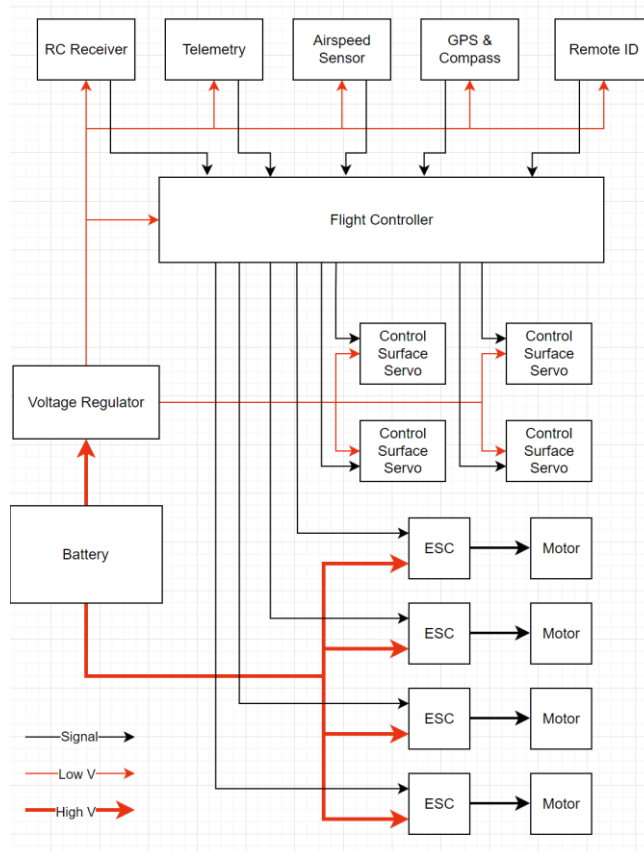 RC Receiver
Telemetry
Airspeed
Sensor
GPS &
Compass
Remote ID
Flight Controller
Control
Surface
Servo
Control
Surface
Servo
Voltage Regulator
Control
Surface
Servo
Control
Surface
Servo
Battery
ESC
Motor
ESC
Motor
ESC
Motor
ESC
Motor
Signal
Low V
High V